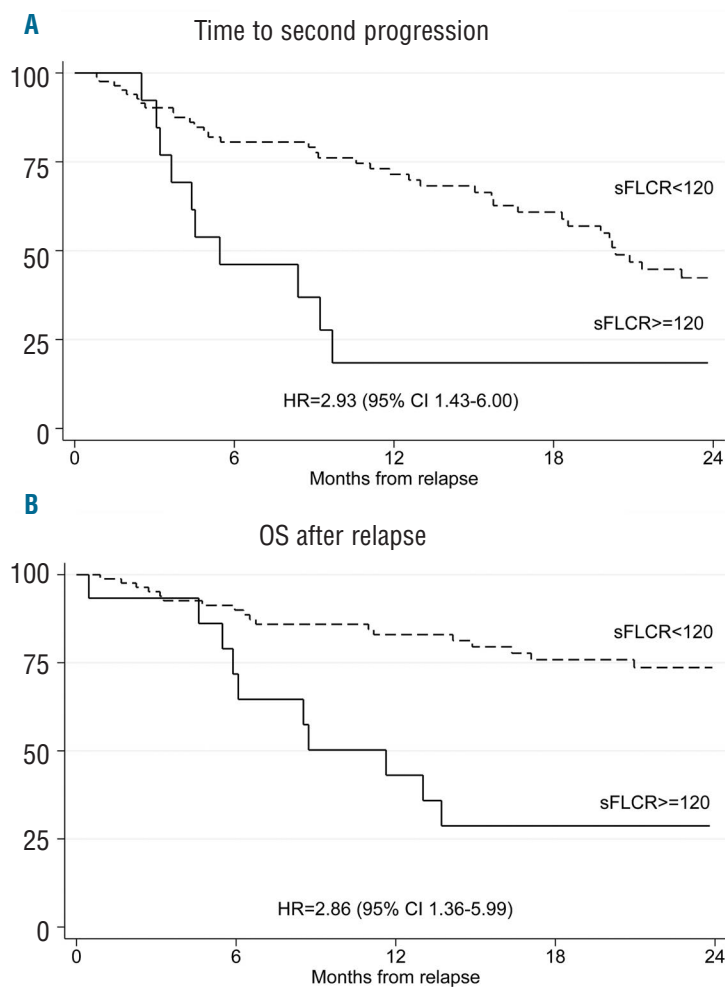 A
Time to second progression
100
75
50
25
0
sFLCR<120
sFLCR>=120
HR=2.93 (95% CI 1.43-6.00)
0 6 12 18 24
Months from relapse
B
OS after relapse
100
75
50
25
0
sFLCR<120
sFLCR>=120
HR=2.86 (95% CI 1.36-5.99)
0 6 12 18 24
Months from relapse